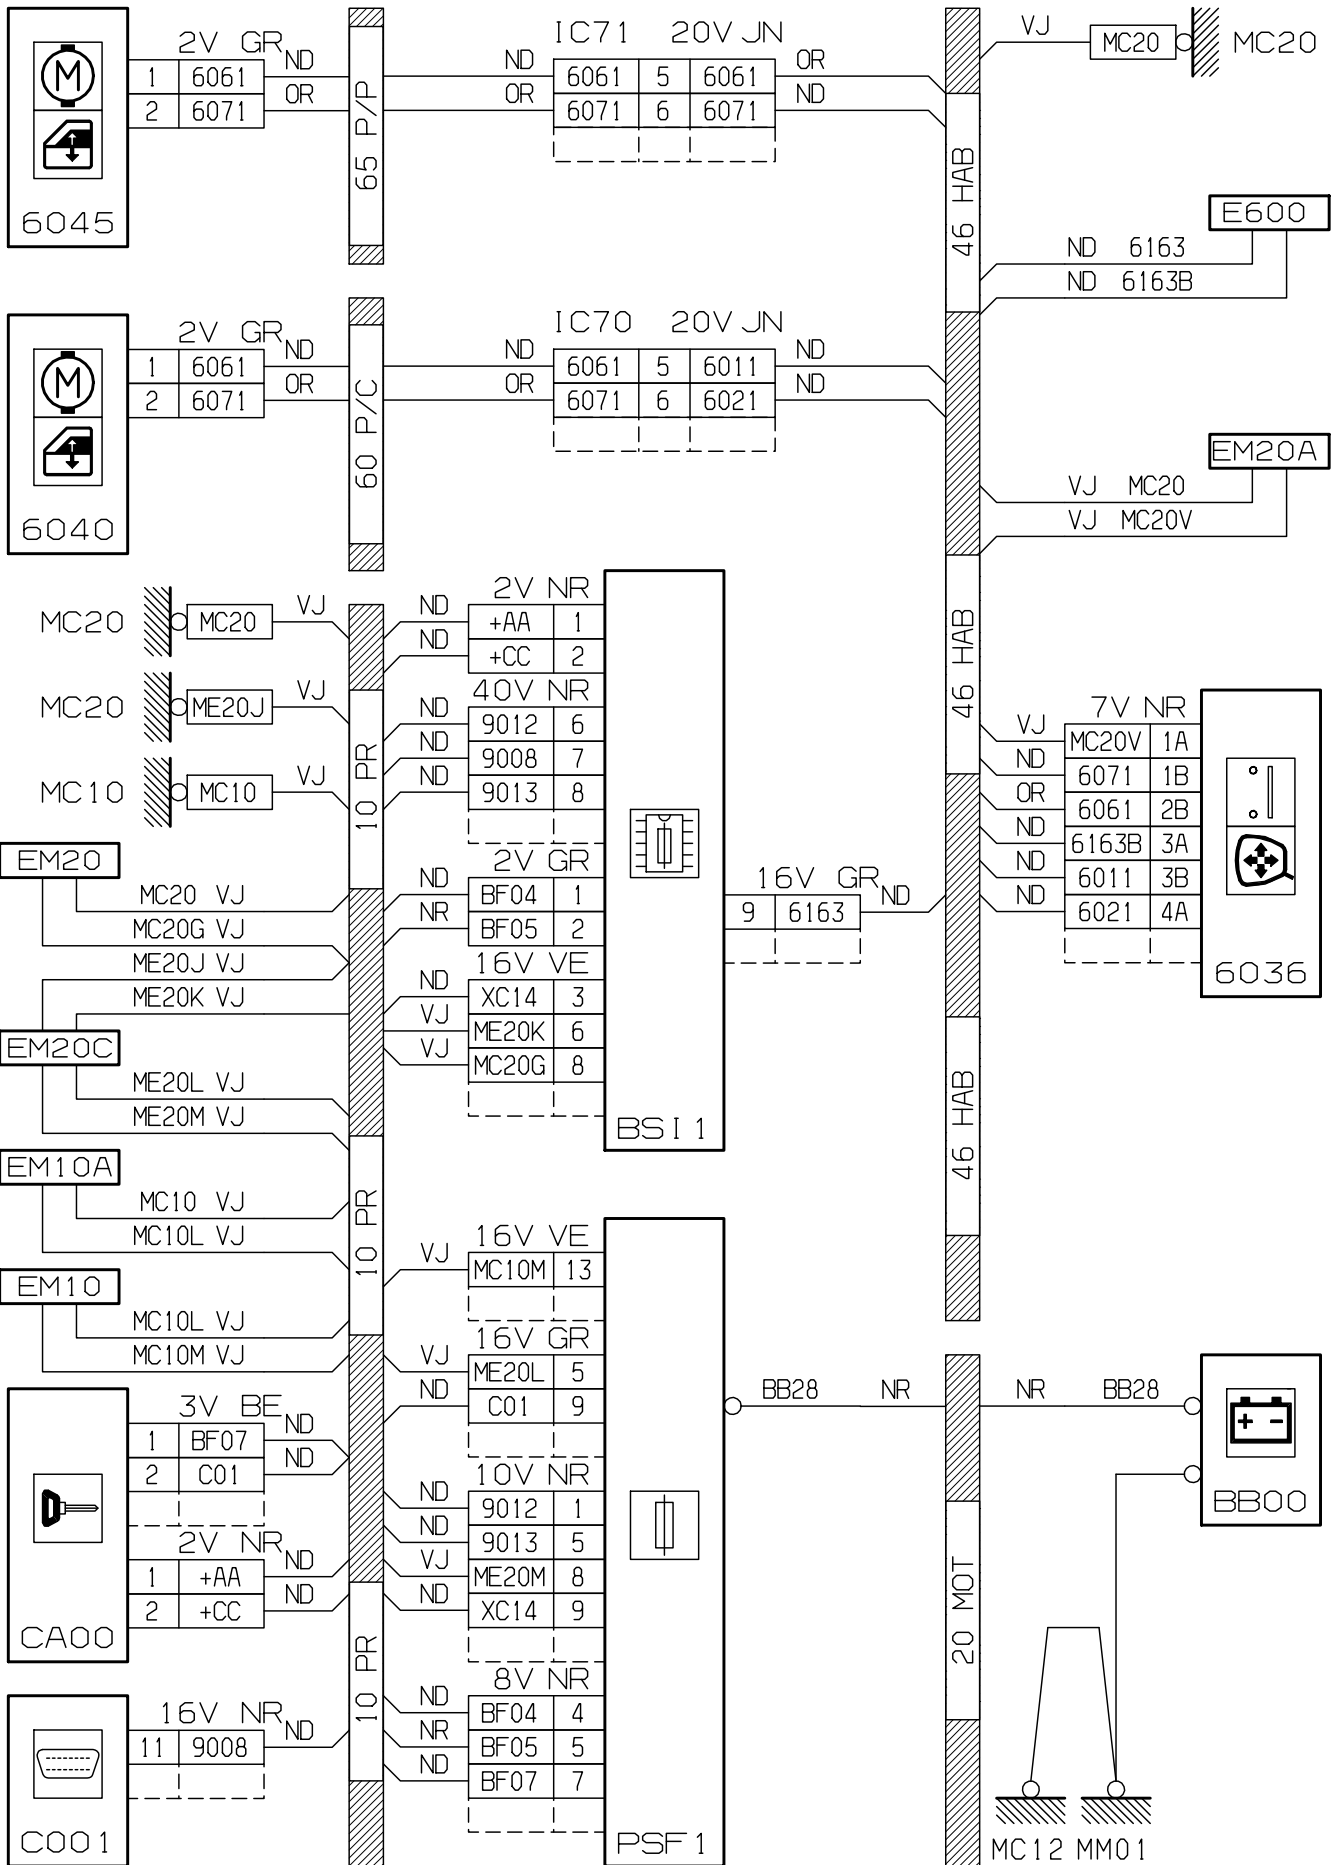 2V GR
1 6061 ND
2 6071 OR
6045
65 P/P
IC71 20V JN
ND 6061 5 6061 OR
OR 6071 6 6071 ND
VJ MC20 MC20
46 HAB
E600
ND 6163
ND 6163B
2V GR
1 6061 ND
2 6071 OR
6040
60 P/C
IC70 20V JN
ND 6061 5 6011 ND
OR 6071 6 6021 ND
EM20A
VJ MC20
VJ MC20V
MC20 MC20 VJ
MC20 ME20J VJ
MC10 MC10 VJ
10 PR
2V NR
ND +AA 1
ND +CC 2
40V NR
ND 9012 6
ND 9008 7
ND 9013 8
2V GR
ND BF04 1
NR BF05 2
16V VE
ND XC14 3
VJ ME20K 6
VJ MC20G 8
BSI1
16V GR
9 6163 ND
46 HAB
7V NR
VJ MC20V 1A
ND 6071 1B
OR 6061 2B
ND 6163B 3A
ND 6011 3B
ND 6021 4A
6036
46 HAB
EM20
MC20 VJ
MC20G VJ
ME20J VJ
ME20K VJ
EM20C
ME20L VJ
ME20M VJ
EM10A
MC10 VJ
MC10L VJ
EM10
MC10L VJ
MC10M VJ
10 PR
16V VE
VJ MC10M 13
16V GR
VJ ME20L 5
ND C01 9
10V NR
ND 9012 1
ND 9013 5
VJ ME20M 8
ND XC14 9
8V NR
ND BF04 4
NR BF05 5
ND BF07 7
PSF1
BB28 NR
NR BB28
+ -
BB00
20 MOT
MC12 MM01
3V BE
1 BF07 ND
2 C01 ND
2V NR
1 +AA ND
2 +CC ND
CA00
10 PR
16V NR
11 9008 ND
C001
M
M